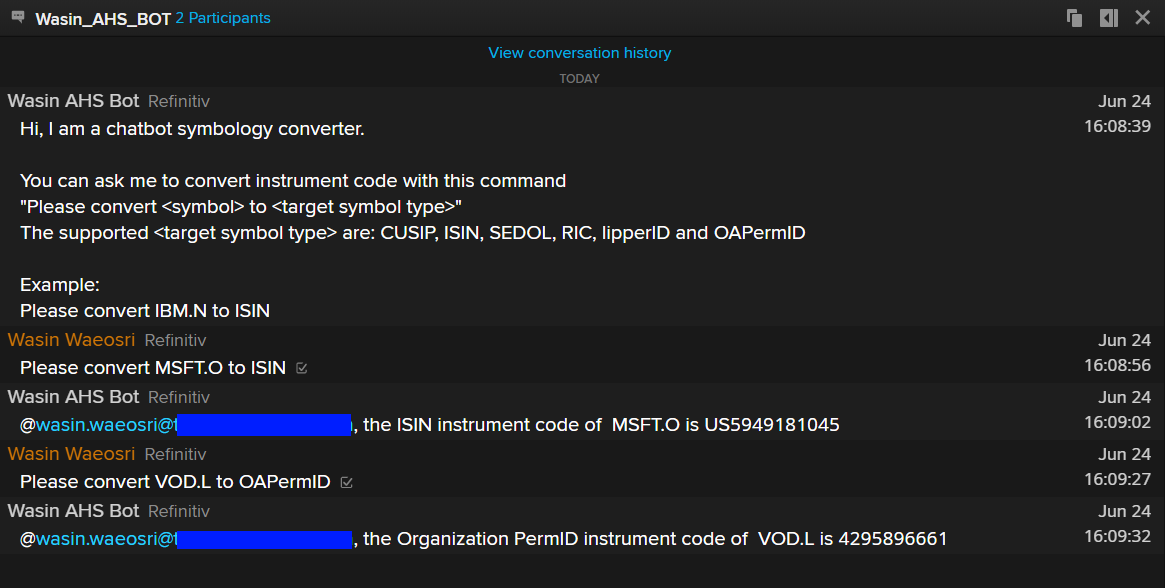 Wasin_AHS_BOT 2 Participants
View conversation history
TODAY
Wasin AHS Bot Refinitiv Jun 24
Hi, I am a chatbot symbology converter. 16:08:39
You can ask me to convert instrument code with this command
"Please convert <symbol> to <target symbol type>"
The supported <target symbol type> are: CUSIP, ISIN, SEDOL, RIC, lipperID and OAPermID
Example:
Please convert IBM.N to ISIN
Wasin Waeosri Refinitiv Jun 24
Please convert MSFT.O to ISIN 16:08:56
Wasin AHS Bot Refinitiv Jun 24
@wasin.waeosri@t , the ISIN instrument code of MSFT.O is US5949181045 16:09:02
Wasin Waeosri Refinitiv Jun 24
Please convert VOD.L to OAPermID 16:09:27
Wasin AHS Bot Refinitiv Jun 24
@wasin.waeosri@t , the Organization PermID instrument code of VOD.L is 4295896661 16:09:32